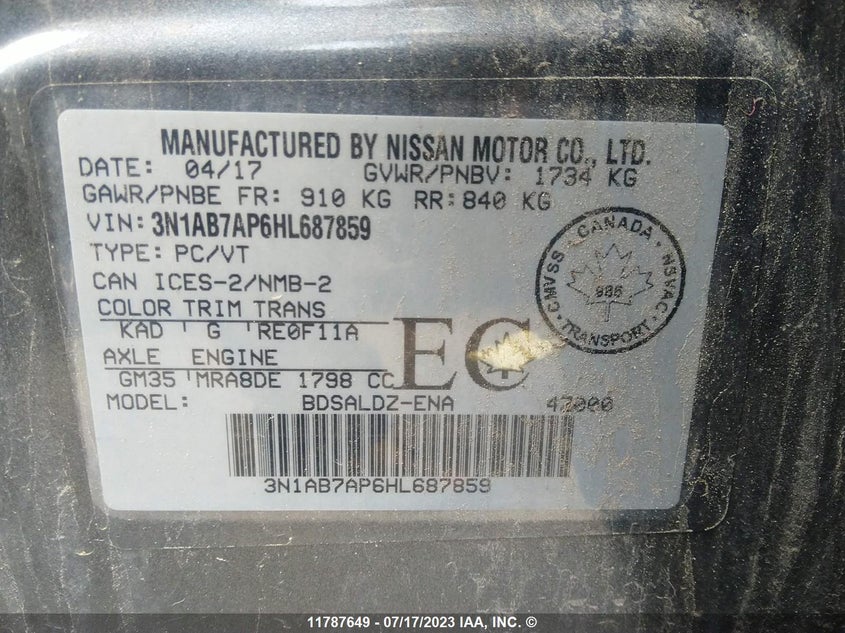 MANUFACTURED BY NISSAN MOTOR CO., LTD.
DATE: 04/17 GVWR/PNBV: 1734 KG
GAWR/PNBE FR: 910 KG RR: 840 KG
VIN: 3N1AB7AP6HL687859
TYPE: PC/VT
CAN ICES-2/NMB-2
COLOR TRIM TRANS
KAD G RE0F11A
AXLE ENGINE
GM35 MRA8DE 1798 CC
EC
MODEL: BDSALDZ-ENA
3N1AB7AP6HL687859
CANADA
CMVSS
NSVAC
TRANSPORT
11787649 - 07/17/2023 IAA, Inc.©